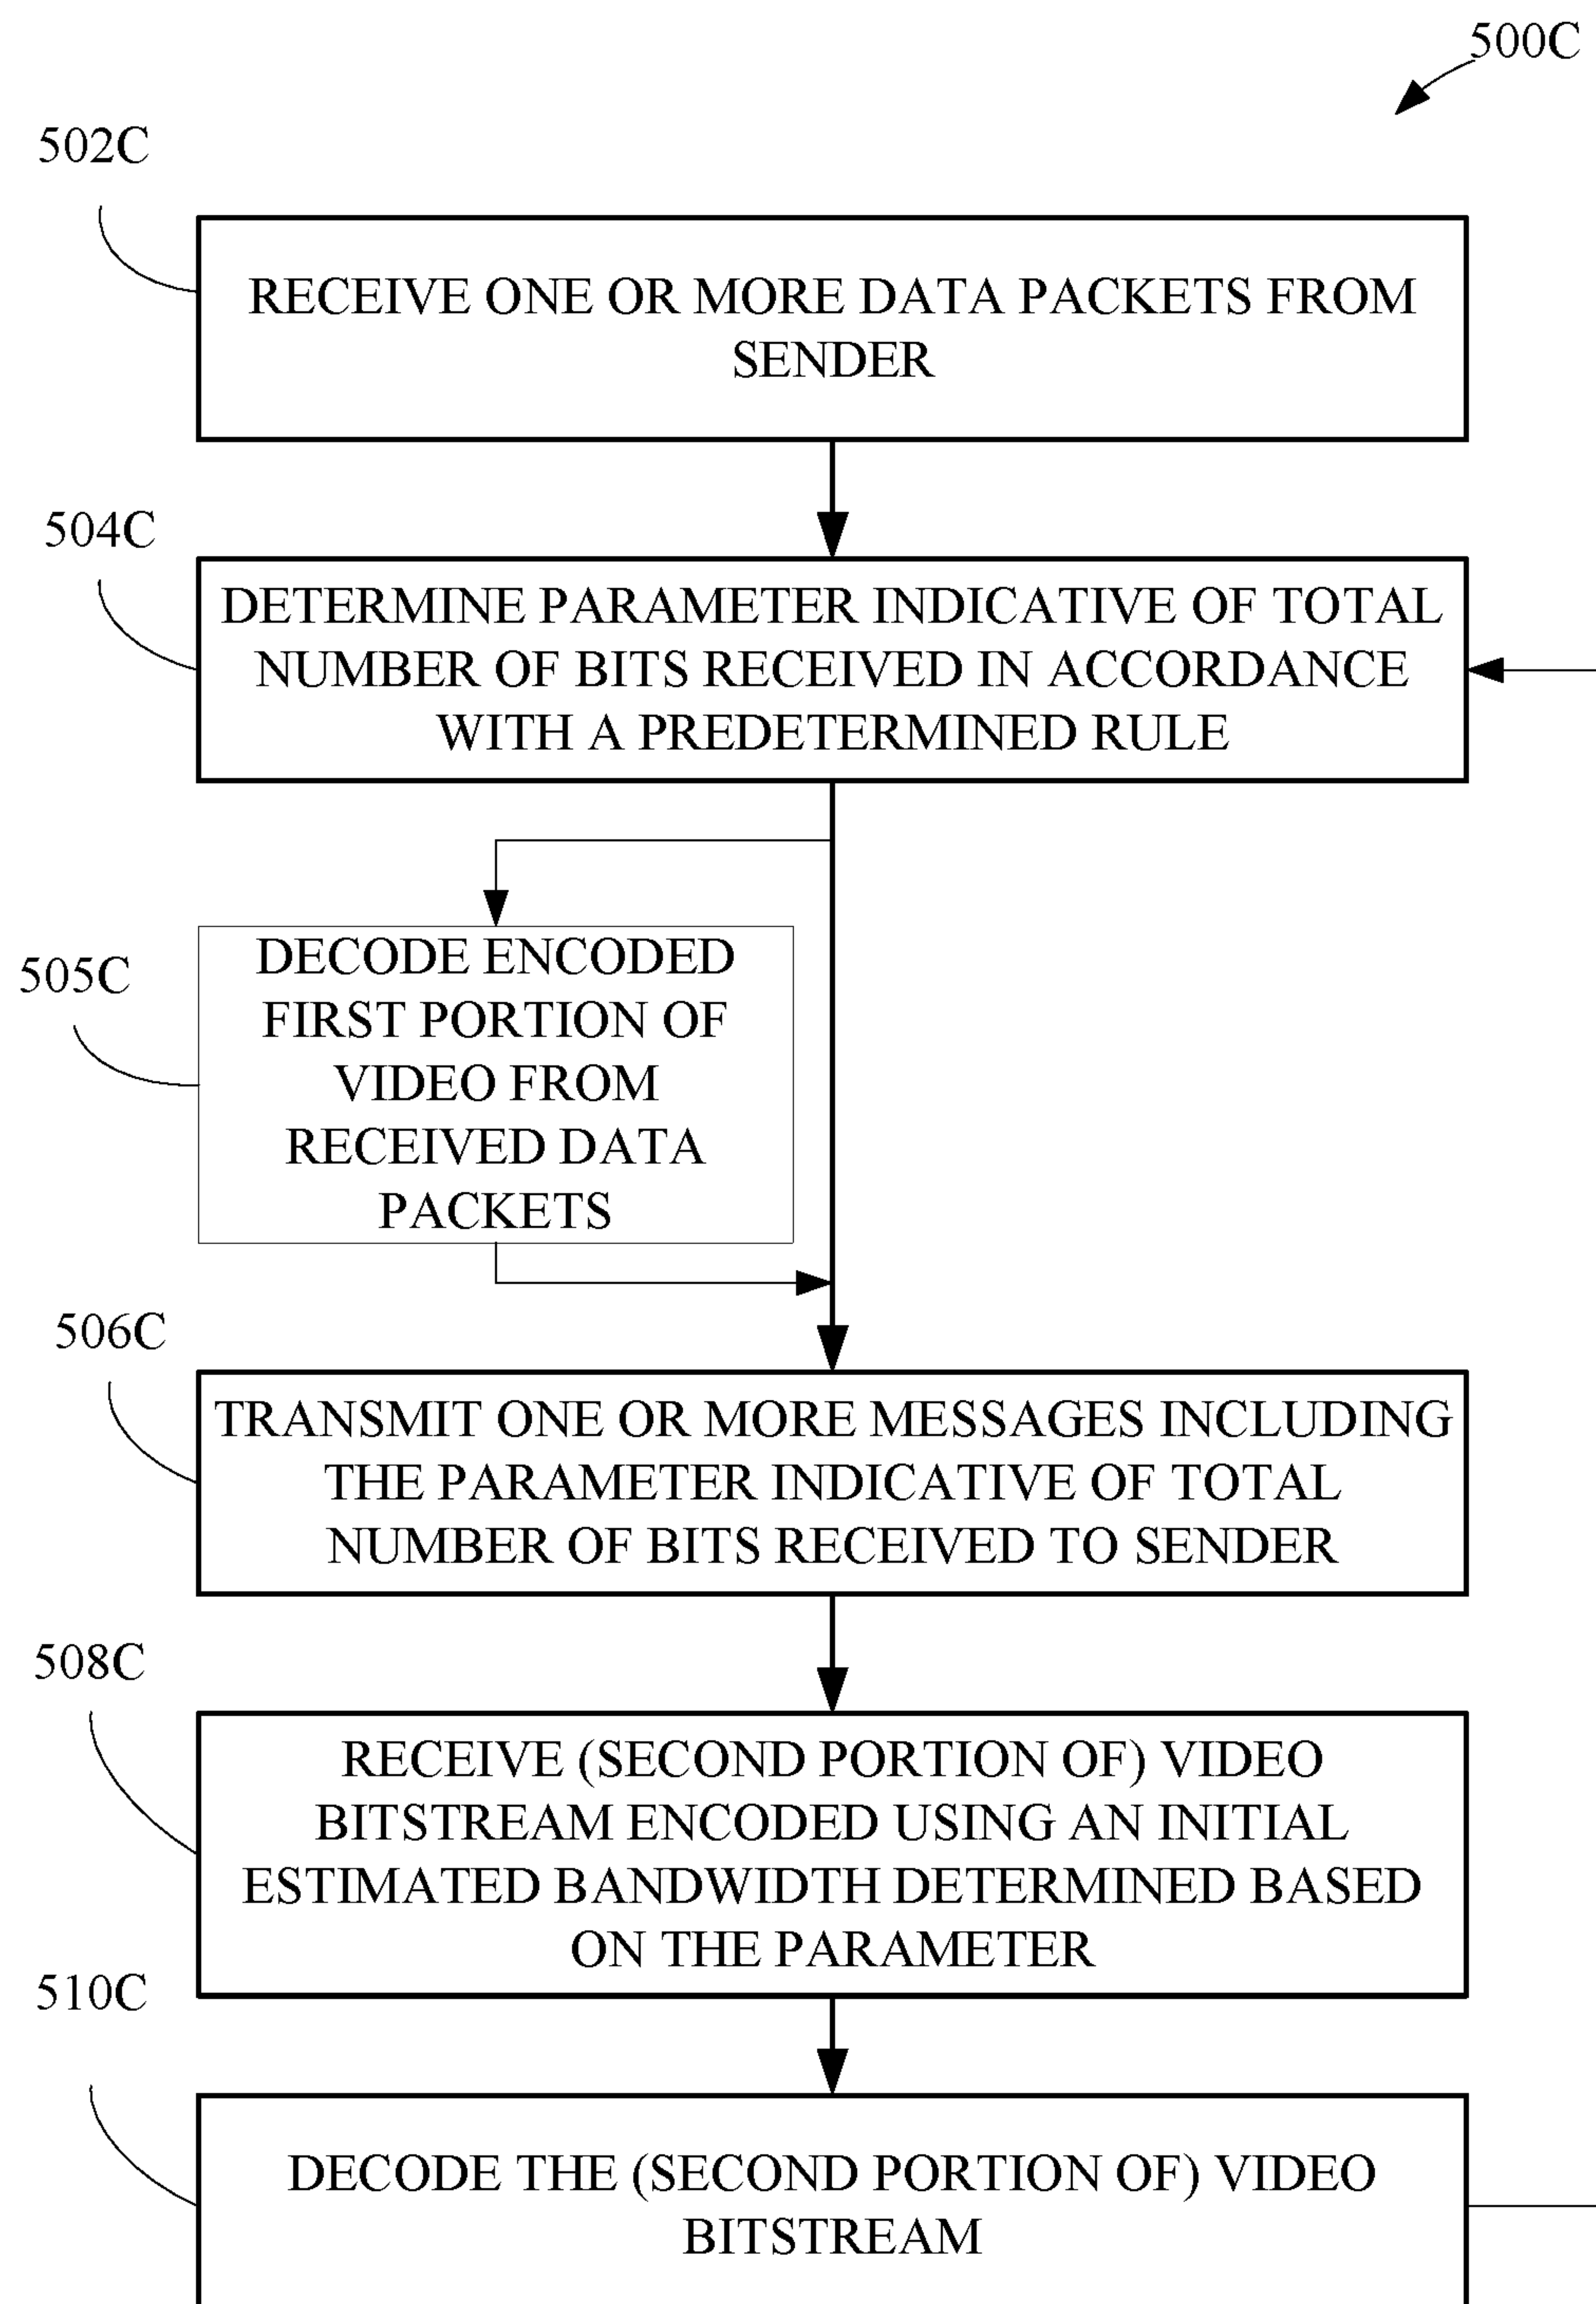 500C
502C
RECEIVE ONE OR MORE DATA PACKETS FROM
SENDER
504C
DETERMINE PARAMETER INDICATIVE OF TOTAL
NUMBER OF BITS RECEIVED IN ACCORDANCE
WITH A PREDETERMINED RULE
505C
DECODE ENCODED
FIRST PORTION OF
VIDEO FROM
RECEIVED DATA
PACKETS
506C
TRANSMIT ONE OR MORE MESSAGES INCLUDING
THE PARAMETER INDICATIVE OF TOTAL
NUMBER OF BITS RECEIVED TO SENDER
508C
RECEIVE (SECOND PORTION OF) VIDEO
BITSTREAM ENCODED USING AN INITIAL
ESTIMATED BANDWIDTH DETERMINED BASED
ON THE PARAMETER
510C
DECODE THE (SECOND PORTION OF) VIDEO
BITSTREAM